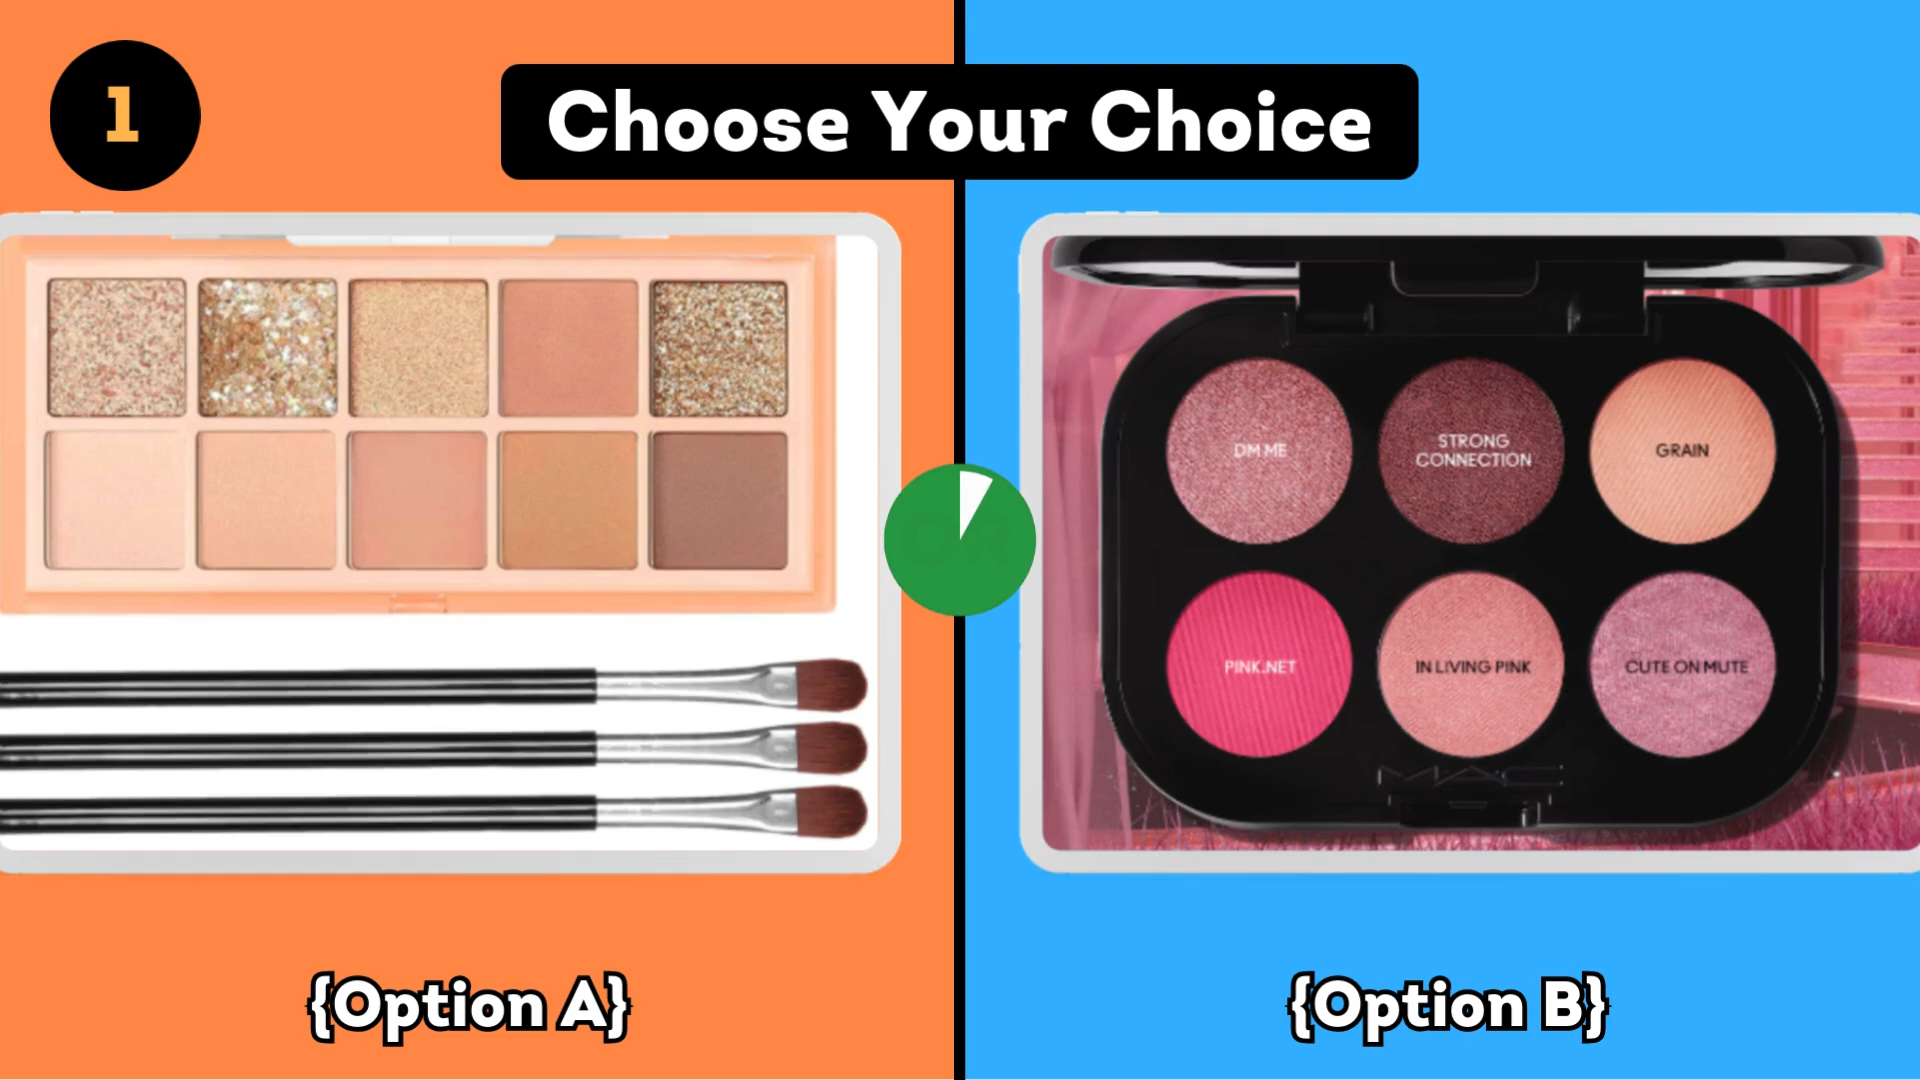 1
Choose Your Choice
DM ME
STRONG
CONNECTION
GRAIN
PINK.NET
IN LIVING PINK
CUTE ON MUTE
MAC
{Option A}
{Option B}